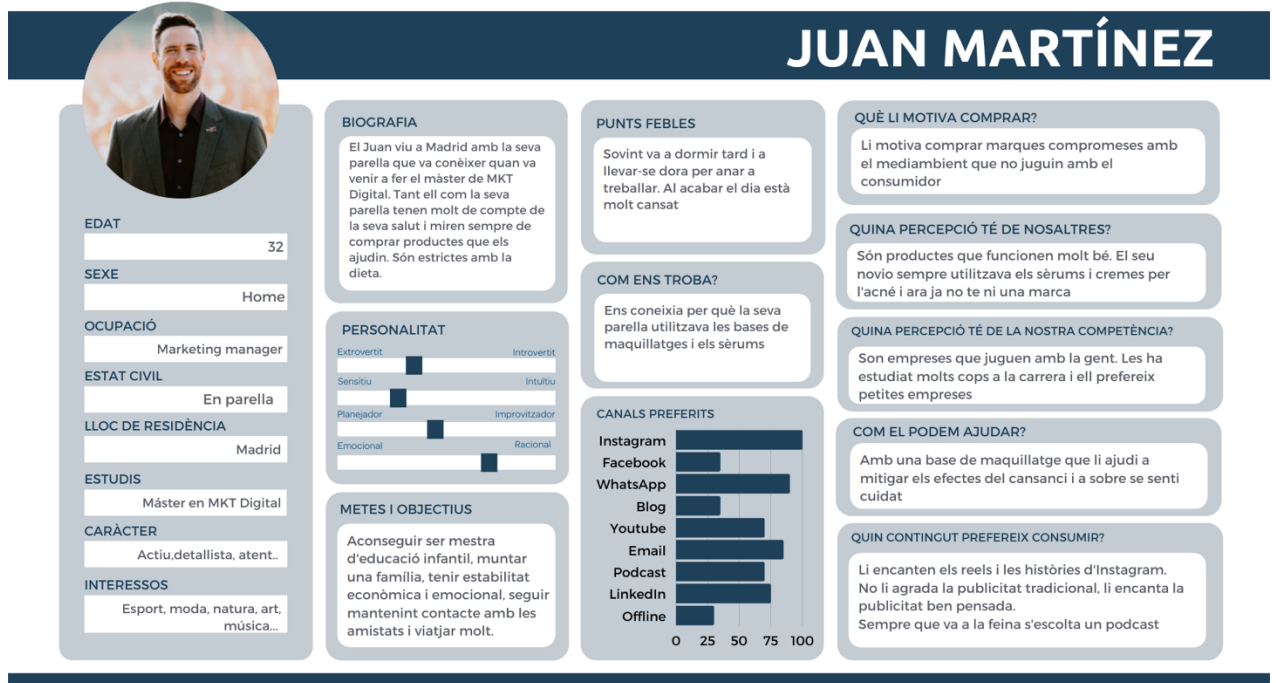 JUAN MARTÍNEZ
EDAT
32
SEXE
Home
OCUPACIÓ
Marketing manager
ESTAT CIVIL
En parella
LLOC DE RESIDÈNCIA
Madrid
ESTUDIS
Máster en MKT Digital
CARÀCTER
Actiu,detallista, atent..
INTERESSOS
Esport, moda, natura, art,
música...
BIOGRAFIA
El Juan viu a Madrid amb la seva
parella que va conèixer quan va
venir a fer el màster de MKT
Digital. Tant ell com la seva
parella tenen molt de compte de
la seva salut i miren sempre de
comprar productes que els
ajudin. Són estrictes amb la
dieta.
PERSONALITAT
Extrovertit Introvertit
Sensitiu Intuïtiu
Planejador Improvitzador
Emocional Racional
METES I OBJECTIUS
Aconseguir ser mestra
d'educació infantil, muntar
una família, tenir estabilitat
econòmica i emocional, seguir
mantenint contacte amb les
amistats i viatjar molt.
PUNTS FEBLES
Sovint va a dormir tard i a
llevar-se dora per anar a
treballar. Al acabar el dia està
molt cansat
COM ENS TROBA?
Ens coneixia per què la seva
parella utilitzava les bases de
maquillatges i els sèrums
CANALS PREFERITS
Instagram
Facebook
WhatsApp
Blog
Youtube
Email
Podcast
LinkedIn
Offline
0 25 50 75 100
QUÈ LI MOTIVA COMPRAR?
Li motiva comprar marques compromeses amb
el mediambient que no juguin amb el
consumidor
QUINA PERCEPCIÓ TÉ DE NOSALTRES?
Són productes que funcionen molt bé. El seu
novio sempre utilitzava els sèrums i cremes per
l'acné i ara ja no te ni una marca
QUINA PERCEPCIÓ TÉ DE LA NOSTRA COMPETÈNCIA?
Son empreses que juguen amb la gent. Les ha
estudiat molts cops a la carrera i ell prefereix
petites empreses
COM EL PODEM AJUDAR?
Amb una base de maquillatge que li ajudi a
mitigar els efectes del cansanci i a sobre se senti
cuidat
QUIN CONTINGUT PREFEREIX CONSUMIR?
Li encanten els reels i les històries d'Instagram.
No li agrada la publicitat tradicional, li encanta la
publicitat ben pensada.
Sempre que va a la feina s'escolta un podcast